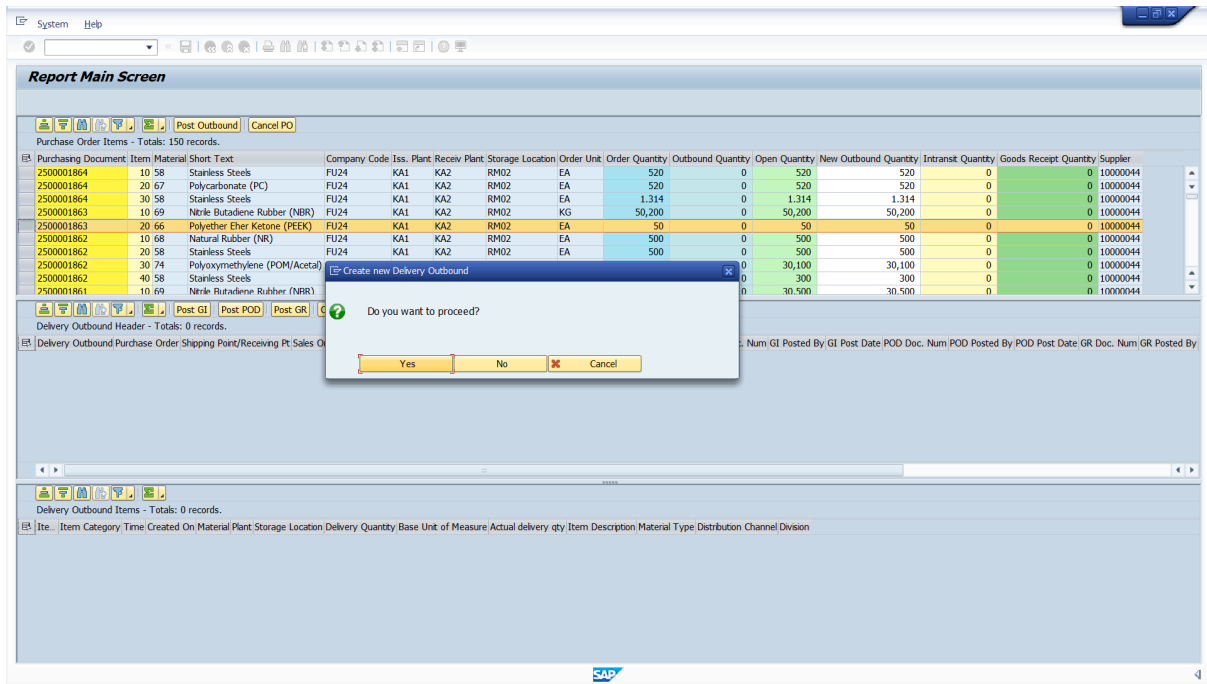 System Help
Report Main Screen
Post Outbound Cancel PO
Purchase Order Items - Totals: 150 records.
Purchasing Document Item Material Short Text Company Code Iss. Plant Receiv Plant Storage Location Order Unit Order Quantity Outbound Quantity Open Quantity New Outbound Quantity Intransit Quantity Goods Receipt Quantity Supplier
2500001864 10 58 Stainless Steels FU24 KA1 KA2 RM02 EA 520 0 520 520 0 0 10000044
2500001864 20 67 Polycarbonate (PC) FU24 KA1 KA2 RM02 EA 520 0 520 520 0 0 10000044
2500001864 30 58 Stainless Steels FU24 KA1 KA2 RM02 EA 1.314 0 1.314 1.314 0 0 10000044
2500001863 10 69 Nitrile Butadiene Rubber (NBR) FU24 KA1 KA2 RM02 KG 50,200 0 50,200 50,200 0 0 10000044
2500001863 20 66 Polyether Eher Ketone (PEEK) FU24 KA1 KA2 RM02 EA 50 0 50 50 0 0 10000044
2500001862 10 68 Natural Rubber (NR) FU24 KA1 KA2 RM02 EA 500 0 500 500 0 0 10000044
2500001862 20 58 Stainless Steels FU24 KA1 KA2 RM02 EA 500 0 500 500 0 0 10000044
2500001862 30 74 Polyoxymethylene (POM/Acetal) 0 30,100 30,100 0 0 10000044
2500001862 40 58 Stainless Steels 0 300 300 0 0 10000044
2500001861 10 69 Nitrile Butadiene Rubber (NBR) 0 30,500 30,500 0 0 10000044
Create new Delivery Outbound
Do you want to proceed?
Yes No Cancel
Post GI Post POD Post GR
Delivery Outbound Header - Totals: 0 records.
Delivery Outbound Purchase Order Shipping Point/Receiving Pt Sales Num GI Posted By GI Post Date POD Doc. Num POD Posted By POD Post Date GR Doc. Num GR Posted By
Delivery Outbound Items - Totals: 0 records.
Ite... Item Category Time Created On Material Plant Storage Location Delivery Quantity Base Unit of Measure Actual delivery qty Item Description Material Type Distribution Channel Division
SAP